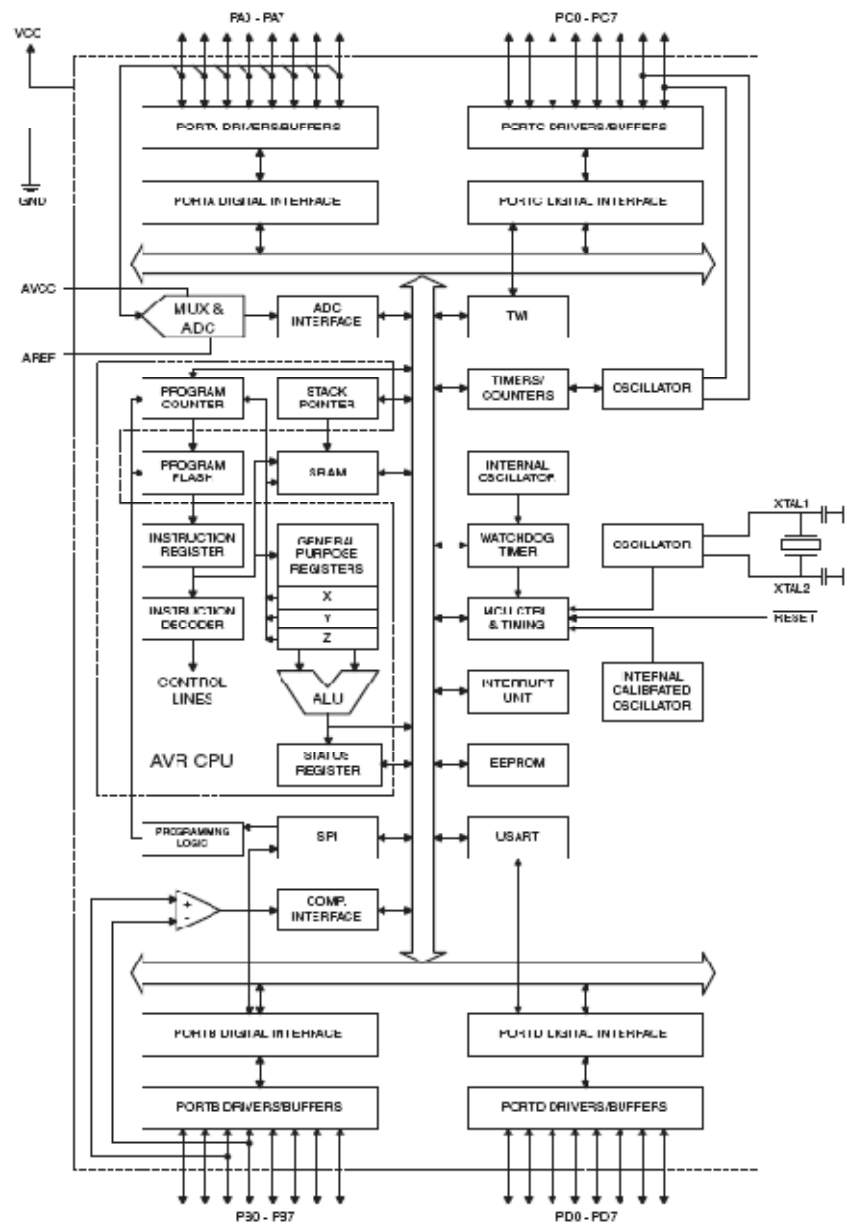 PA0 - PA7
PC0 - PC7
VCC
PORTA DRIVERS/BUFFERS
PORTC DRIVERS/BUFFERS
GND
PORTA DIGITAL INTERFACE
PORTC DIGITAL INTERFACE
AVCC
MUX &
ADC
ADC
INTERFACE
TWI
AREF
PROGRAM
COUNTER
STACK
POINTER
TIMERS/
COUNTERS
OSCILLATOR
PROGRAM
FLASH
SRAM
INTERNAL
OSCILLATOR
XTAL1
INSTRUCTION
REGISTER
GENERAL
PURPOSE
REGISTERS
WATCHDOG
TIMER
OSCILLATOR
XTAL2
X
INSTRUCTION
DECODER
Y
Z
MCU CTRL.
& TIMING
RESET
CONTROL
LINES
ALU
INTERRUPT
UNIT
INTERNAL
CALIBRATED
OSCILLATOR
AVR CPU
STATUS
REGISTER
EEPROM
PROGRAMMING
LOGIC
SPI
USART
+
-
COMP.
INTERFACE
PORTB DIGITAL INTERFACE
PORTD DIGITAL INTERFACE
PORTB DRIVERS/BUFFERS
PORTD DRIVERS/BUFFERS
PB0 - PB7
PD0 - PD7